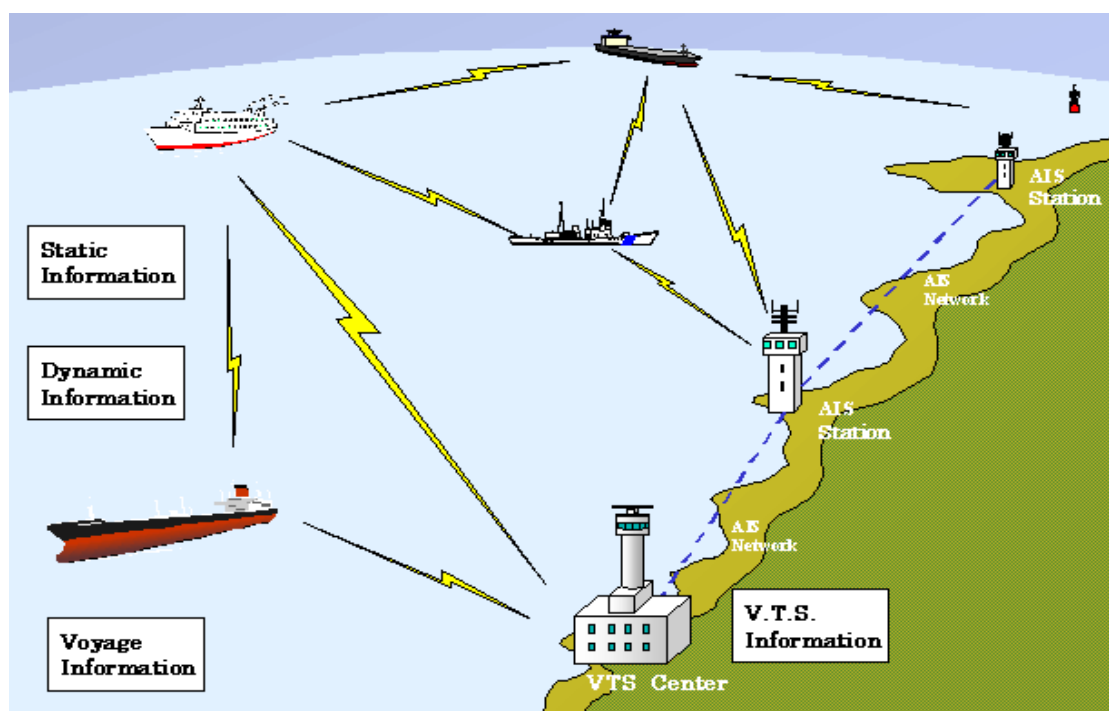 AIS
Station
Static
Information
AIS
Network
Dynamic
Information
AIS
Station
AIS
Network
Voyage
Information
V.T.S.
Information
VTS Center